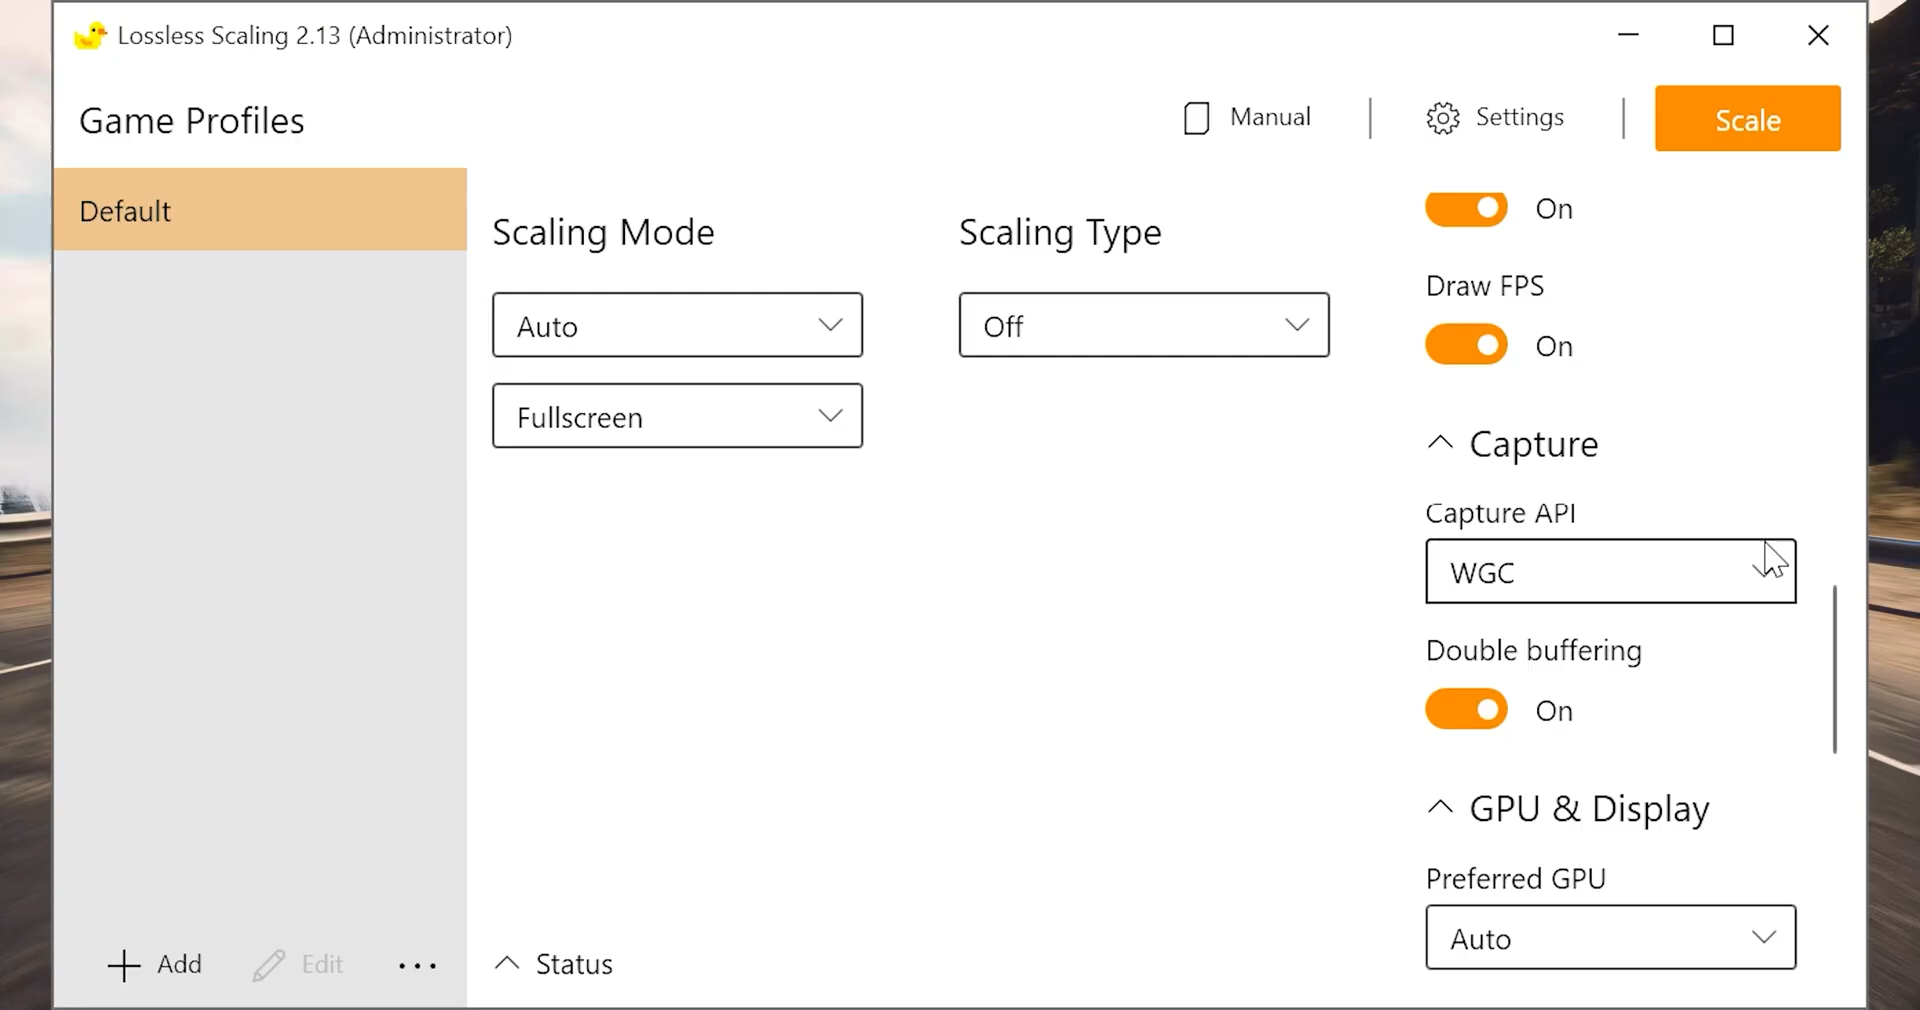 Lossless Scaling 2.13 (Administrator)
Game Profiles
Manual
Settings
Scale
Default
Scaling Mode
Auto
Fullscreen
Scaling Type
Off
On
Draw FPS
On
Capture
Capture API
WGC
Double buffering
On
GPU & Display
Preferred GPU
Auto
Add
Edit
Status